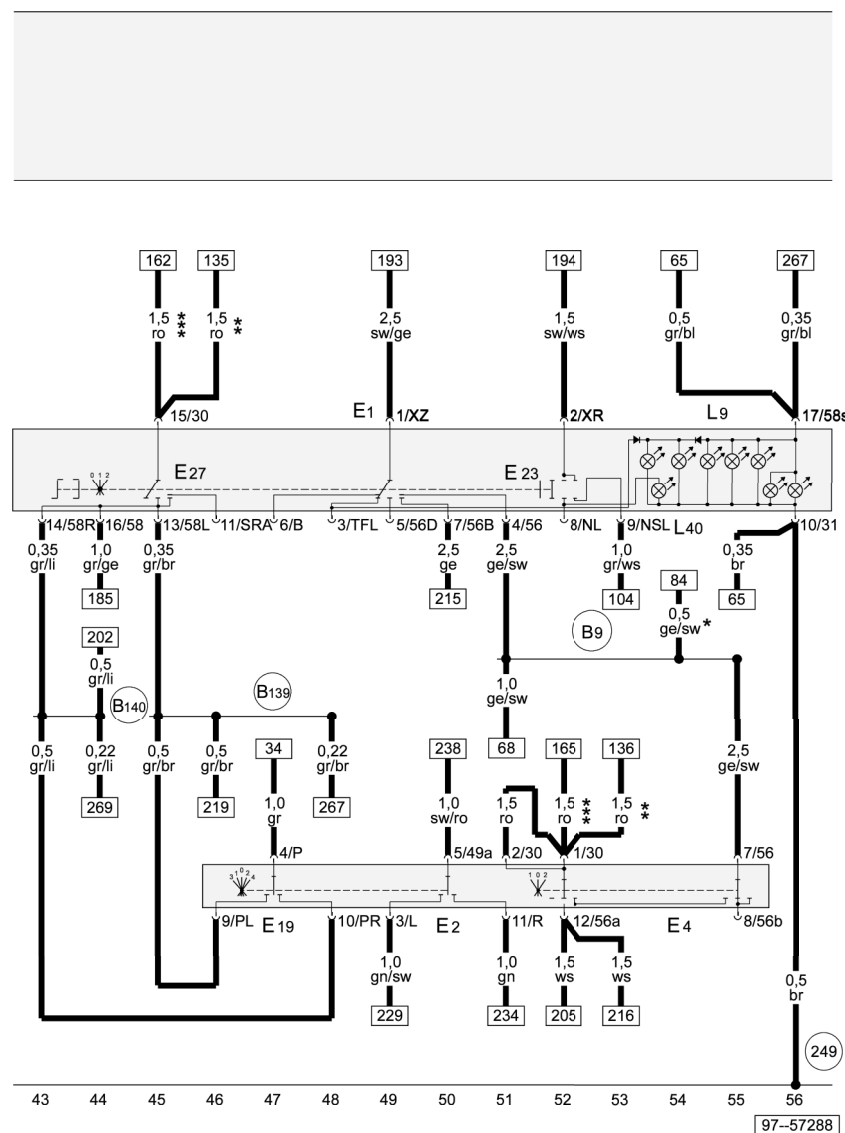 162 135 193 194 65 267
1,5 1,5 2,5 1,5 0,5 0,35
ro *** ro ** sw/ge sw/ws gr/bl gr/bl
15/30 E1 1/XZ 2/XR L9 17/58s
0 1 2 E27 E23
14/58R 16/58 13/58L 11/SRA 6/B 3/TFL 5/56D 7/56B 4/56 8/NL 9/NSL L40 10/31
0,35 1,0 0,35 2,5 2,5 1,0 0,35
gr/li gr/ge gr/br ge ge/sw gr/ws br
84
185 215 104 65
0,5
ge/sw *
202 B9
0,5
gr/li
1,0
ge/sw
B140 B139
0,5 0,22 0,5 0,5 34 0,22 238 68 165 136 2,5
gr/li gr/li gr/br gr/br gr/br ge/sw
269 219 267
1,0 1,0 1,5 1,5 1,5
gr sw/ro ro ro *** ro **
4/P 5/49a 2/30 1/30 7/56
3 1 0 2 4 1 0 2
9/PL E19 10/PR 3/L E2 11/R 12/56a E4 8/56b
1,0 1,0 1,5 1,5 0,5
gn/sw gn ws ws br
229 234 205 216
249
43 44 45 46 47 48 49 50 51 52 53 54 55 56
97--57288